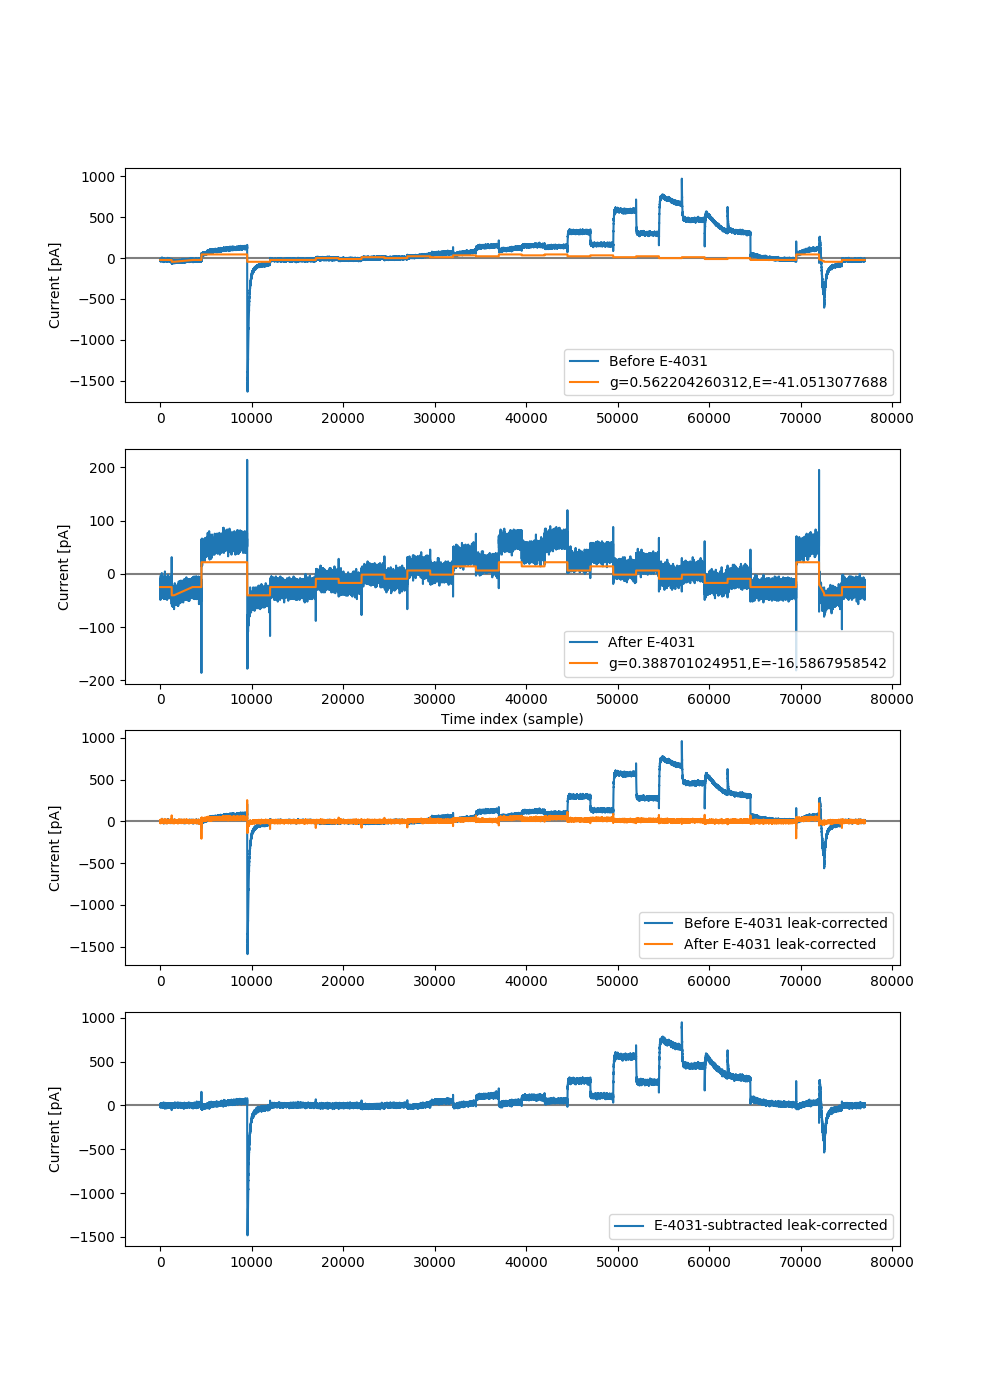 1000
500
0
−500
−1000
−1500
Current [pA]
Before E-4031
g=0.562204260312,E=-41.0513077688
0 10000 20000 30000 40000 50000 60000 70000 80000
200
100
0
−100
−200
Current [pA]
After E-4031
g=0.388701024951,E=-16.5867958542
0 10000 20000 30000 40000 50000 60000 70000 80000
Time index (sample)
1000
500
0
−500
−1000
−1500
Current [pA]
Before E-4031 leak-corrected
After E-4031 leak-corrected
0 10000 20000 30000 40000 50000 60000 70000 80000
1000
500
0
−500
−1000
−1500
Current [pA]
E-4031-subtracted leak-corrected
0 10000 20000 30000 40000 50000 60000 70000 80000